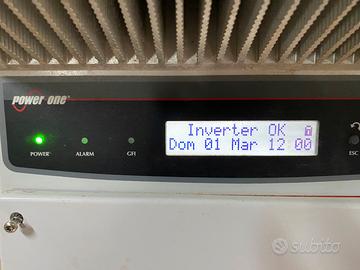 power-one
Inverter OK
Dom 01 Mar 12 00
POWER
ALARM
GFI
ESC
subito